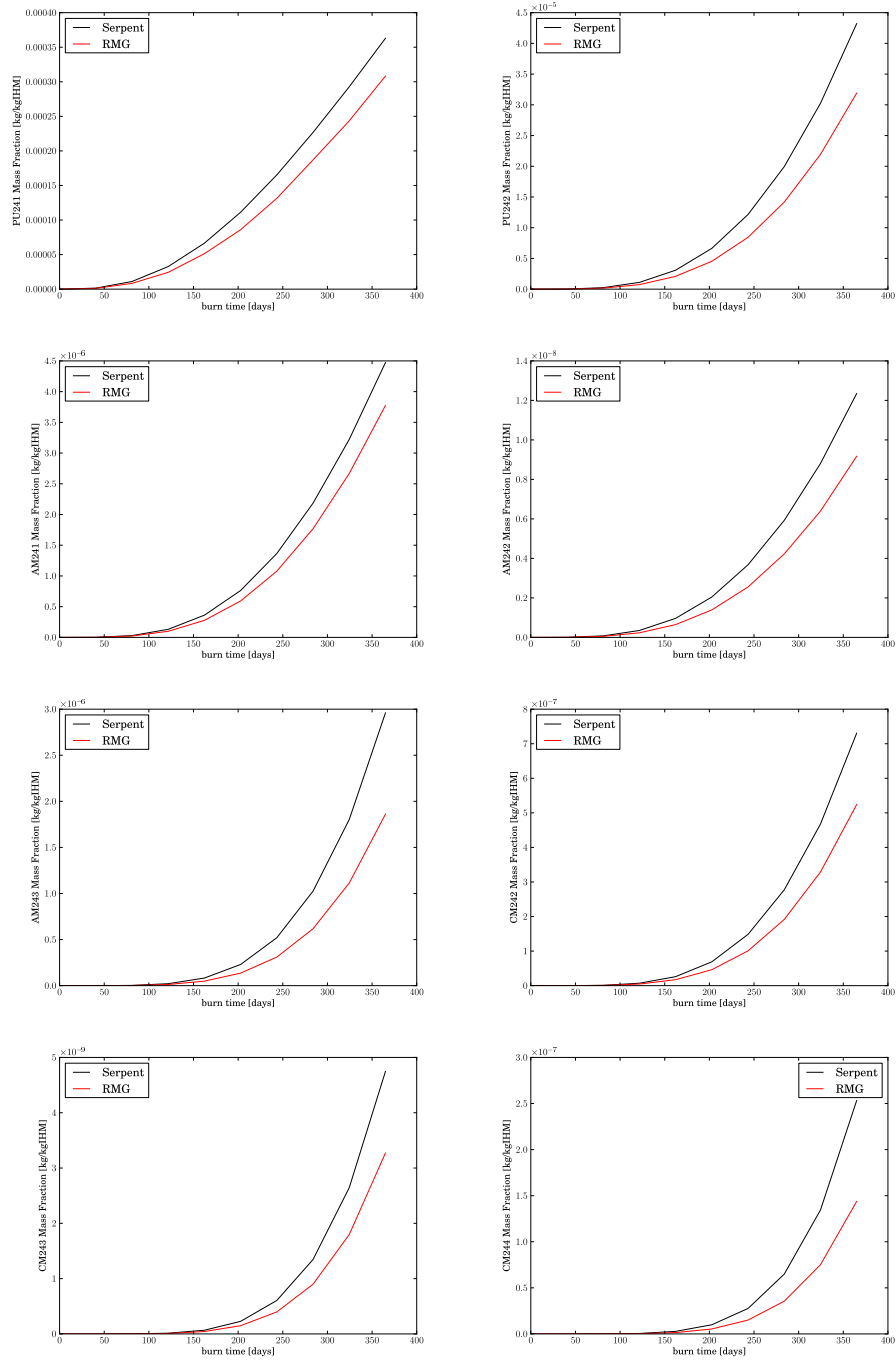 0.00040
0.00035
0.00030
0.00025
0.00020
0.00015
0.00010
0.00005
0.00000
PU241 Mass Fraction [kg/kgIHM]
Serpent
RMG
0 50 100 150 200 250 300 350 400
burn time [days]
×10⁻⁵
4.5
4.0
3.5
3.0
2.5
2.0
1.5
1.0
0.5
0.0
PU242 Mass Fraction [kg/kgIHM]
Serpent
RMG
0 50 100 150 200 250 300 350 400
burn time [days]
×10⁻⁶
4.5
4.0
3.5
3.0
2.5
2.0
1.5
1.0
0.5
0.0
AM241 Mass Fraction [kg/kgIHM]
Serpent
RMG
0 50 100 150 200 250 300 350 400
burn time [days]
×10⁻⁸
1.4
1.2
1.0
0.8
0.6
0.4
0.2
0.0
AM242 Mass Fraction [kg/kgIHM]
Serpent
RMG
0 50 100 150 200 250 300 350 400
burn time [days]
×10⁻⁶
3.0
2.5
2.0
1.5
1.0
0.5
0.0
AM243 Mass Fraction [kg/kgIHM]
Serpent
RMG
0 50 100 150 200 250 300 350 400
burn time [days]
×10⁻⁷
8
7
6
5
4
3
2
1
0
CM242 Mass Fraction [kg/kgIHM]
Serpent
RMG
0 50 100 150 200 250 300 350 400
burn time [days]
×10⁻⁹
5
4
3
2
1
0
CM243 Mass Fraction [kg/kgIHM]
Serpent
RMG
0 50 100 150 200 250 300 350 400
burn time [days]
×10⁻⁷
3.0
2.5
2.0
1.5
1.0
0.5
0.0
CM244 Mass Fraction [kg/kgIHM]
Serpent
RMG
0 50 100 150 200 250 300 350 400
burn time [days]